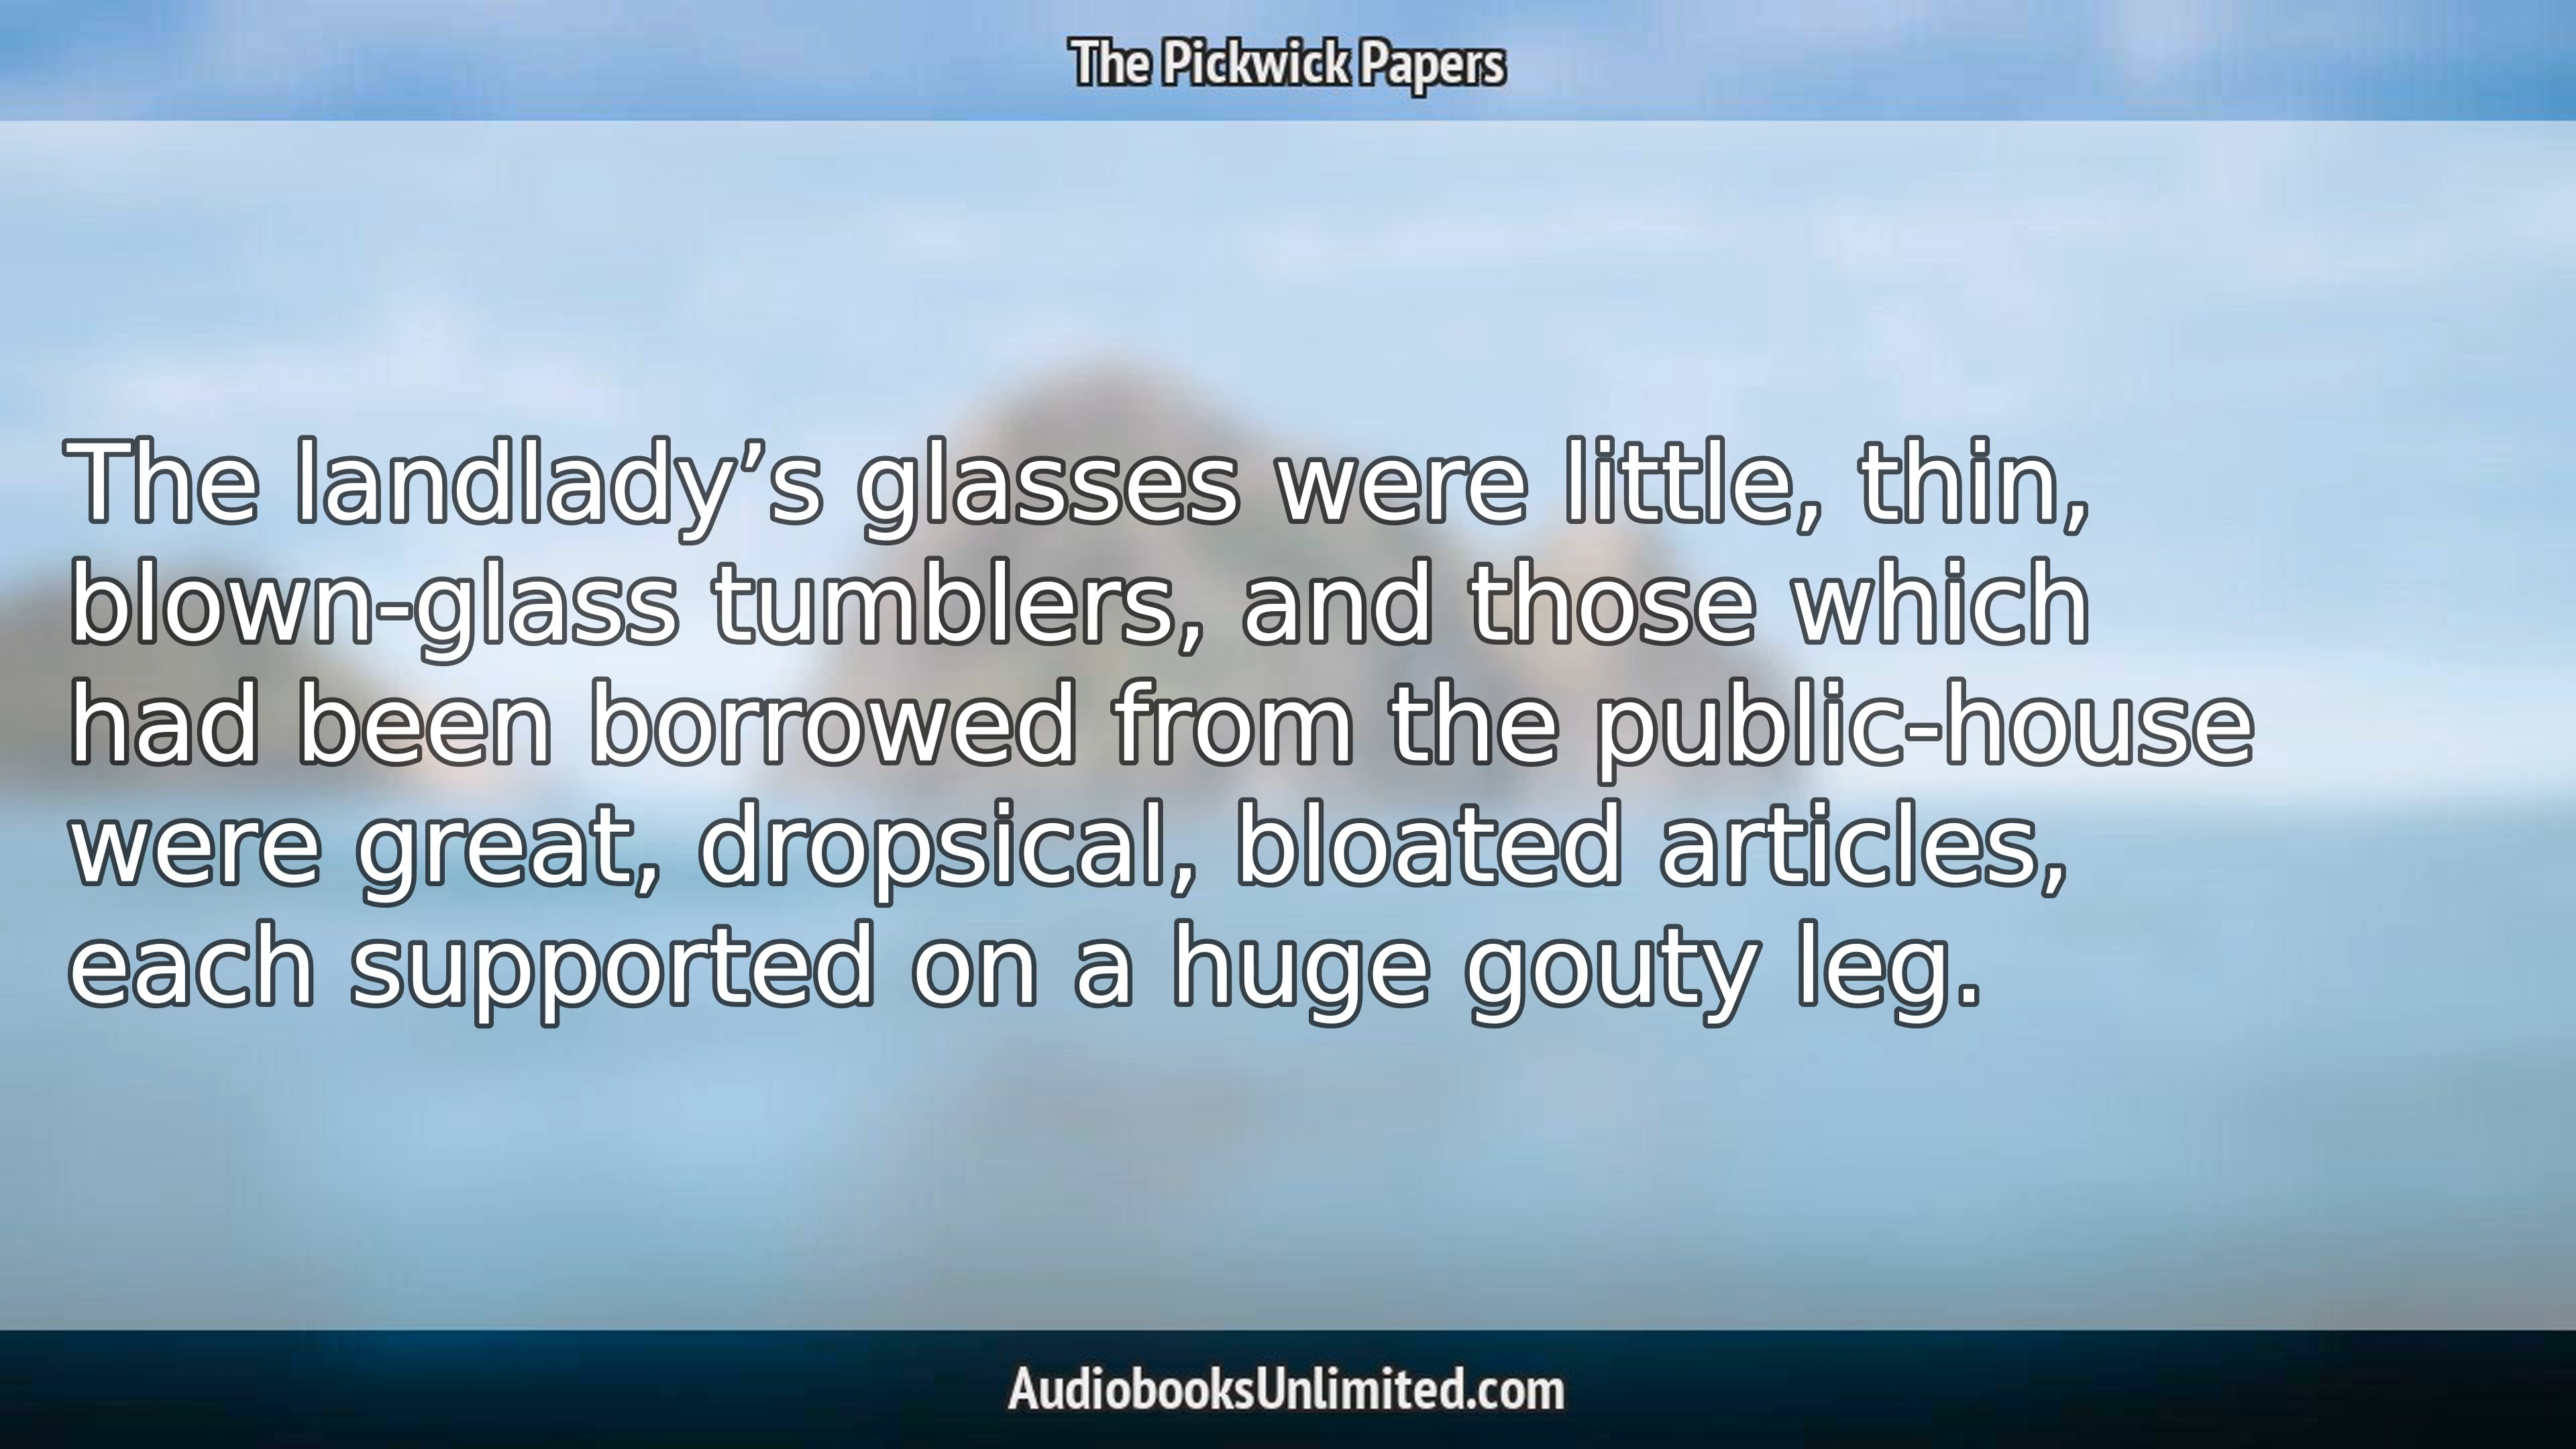 The Pickwick Papers
The landlady’s glasses were little, thin,
blown-glass tumblers, and those which
had been borrowed from the public-house
were great, dropsical, bloated articles,
each supported on a huge gouty leg.
AudiobooksUnlimited.com